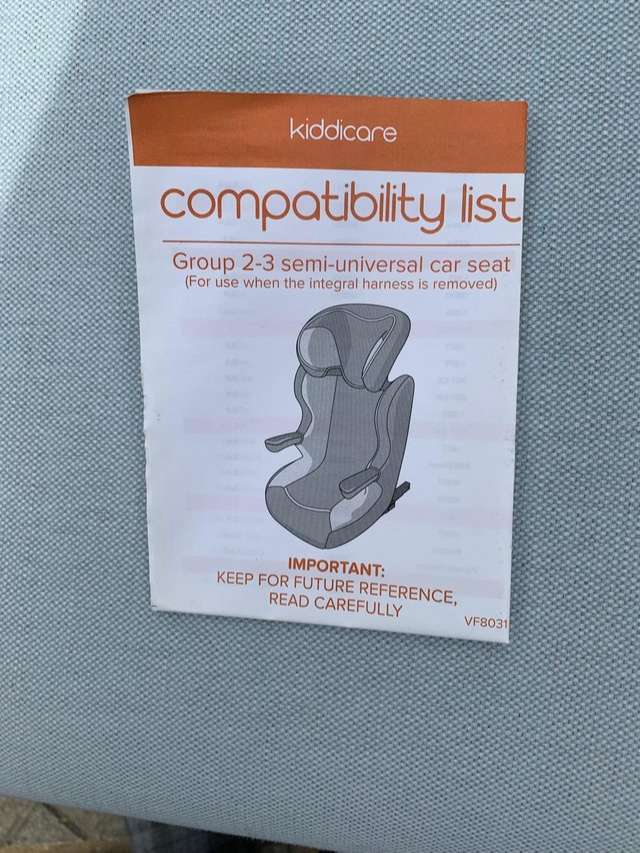 kiddicare
compatibility list
Group 2-3 semi-universal car seat
(For use when the integral harness is removed)
IMPORTANT:
KEEP FOR FUTURE REFERENCE,
READ CAREFULLY
VF8031